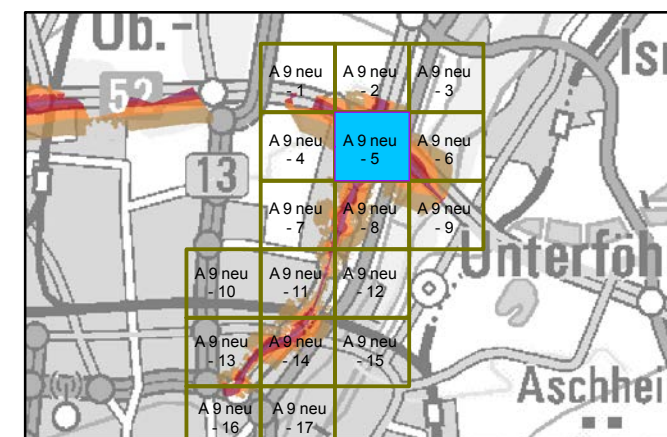 Ob.-
Isr
52
13
A 9 neu
- 1
A 9 neu
- 2
A 9 neu
- 3
A 9 neu
- 4
A 9 neu
- 5
A 9 neu
- 6
A 9 neu
- 7
A 9 neu
- 8
A 9 neu
- 9
Unterföh
A 9 neu
- 10
A 9 neu
- 11
A 9 neu
- 12
A 9 neu
- 13
A 9 neu
- 14
A 9 neu
- 15
Aschhei
A 9 neu
- 16
A 9 neu
- 17